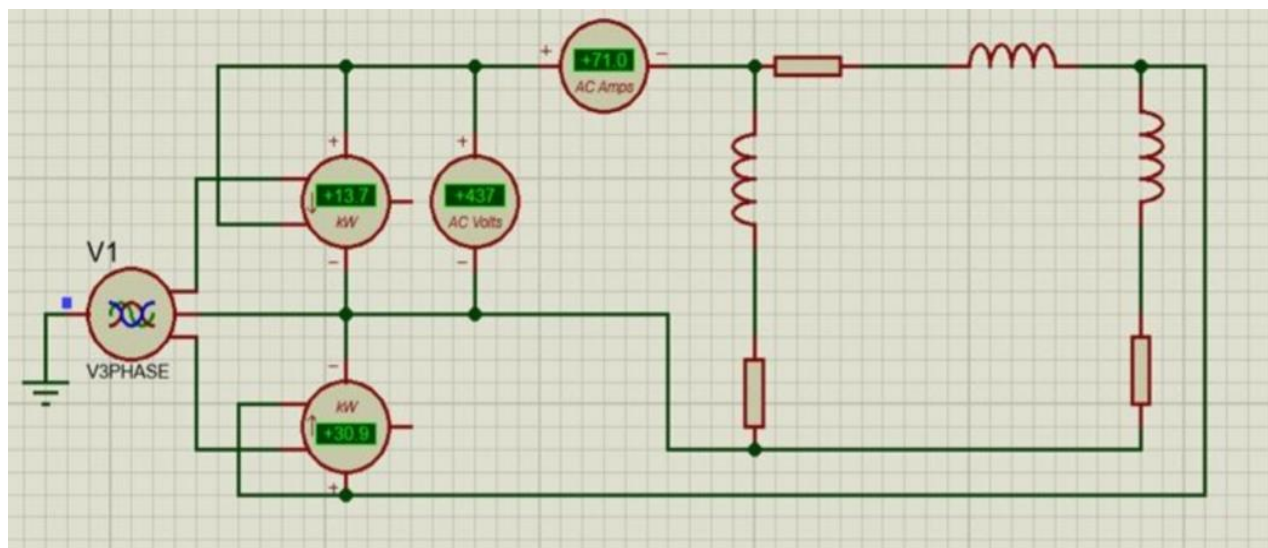 + +71.0 −
AC Amps
+ +
+13.7 +437
kW AC Volts
− −
V1
V3PHASE
−
kW
+30.9
+